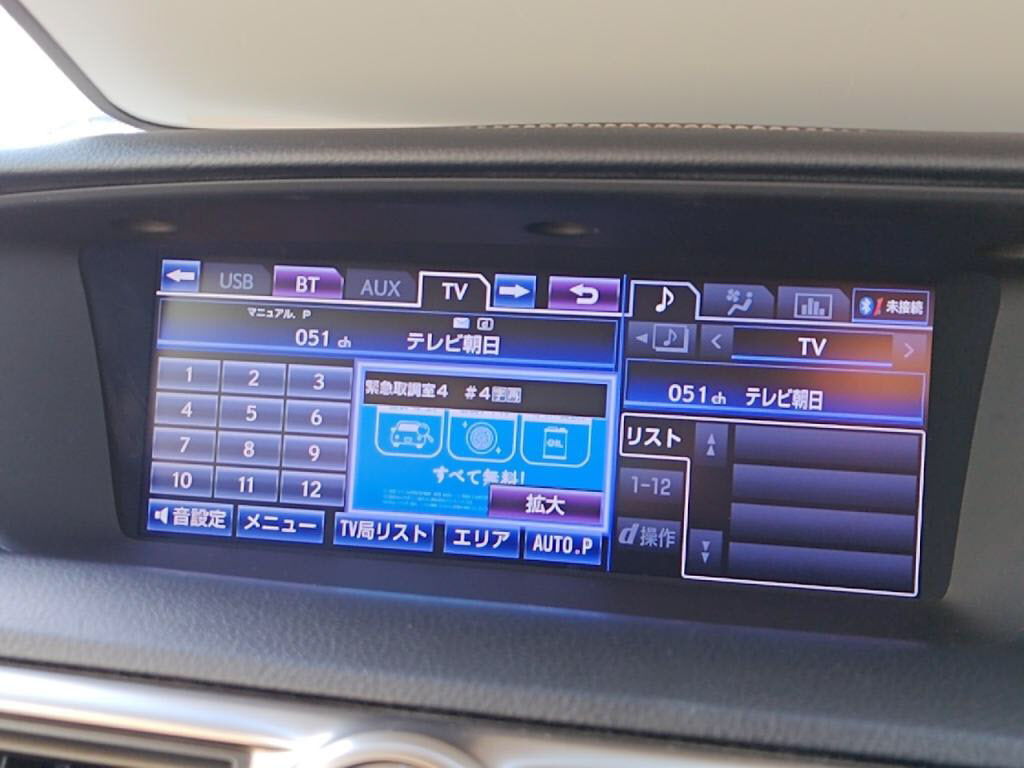 USB BT AUX TV
未接続
マニュアル. P
051 ch テレビ朝日
TV
051 ch テレビ朝日
1 2 3
4 5 6
7 8 9
10 11 12
緊急取調室4 #4字再
OIL
すべて無料!
拡大
リスト
1-12
d操作
音設定 メニュー TV局リスト エリア AUTO.P